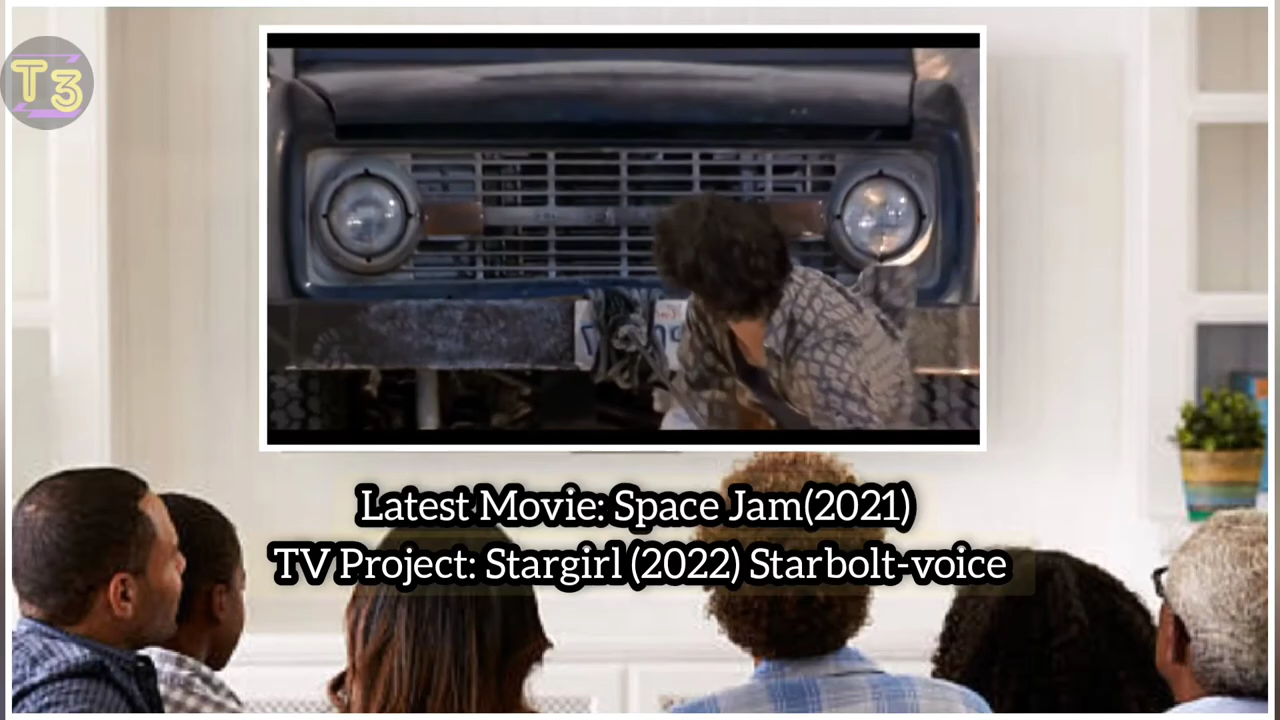 T3
Latest Movie: Space Jam(2021)
TV Project: Stargirl (2022) Starbolt-voice